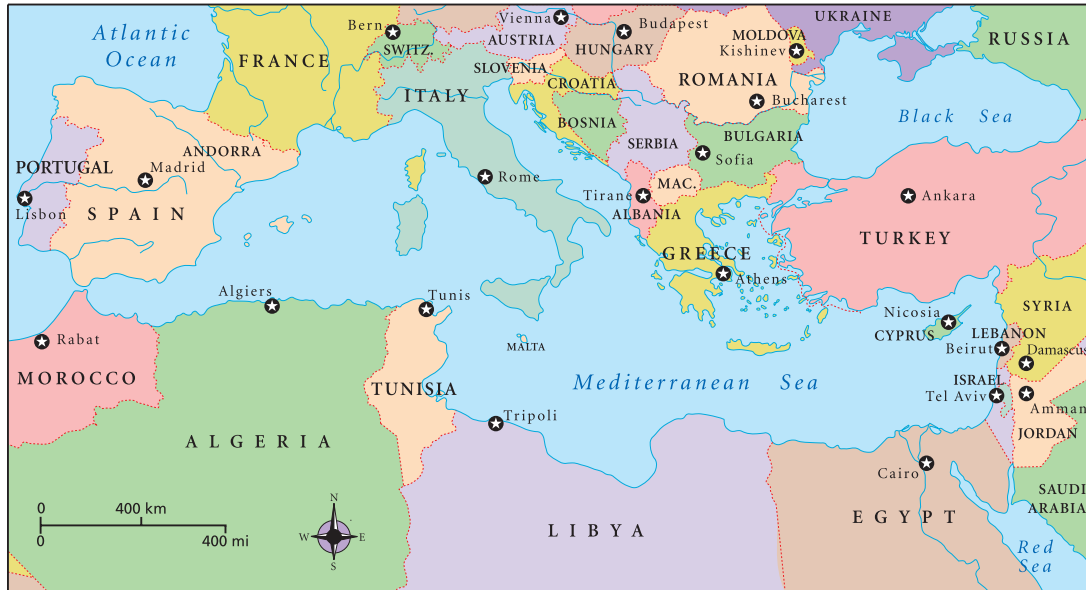 Atlantic
Ocean
FRANCE
Bern
SWITZ.
Vienna
AUSTRIA
Budapest
HUNGARY
SLOVENIA
CROATIA
BOSNIA
ITALY
UKRAINE
MOLDOVA
Kishinev
ROMANIA
Bucharest
RUSSIA
Black Sea
SERBIA
BULGARIA
Sofia
PORTUGAL
Lisbon
ANDORRA
Madrid
SPAIN
Rome
Tirane
MAC.
ALBANIA
GREECE
Athens
Ankara
TURKEY
Algiers
Tunis
MALTA
Nicosia
CYPRUS
SYRIA
LEBANON
Beirut
Damascus
Rabat
MOROCCO
TUNISIA
Mediterranean Sea
ISRAEL
Tel Aviv
Amman
JORDAN
ALGERIA
Tripoli
LIBYA
Cairo
EGYPT
SAUDI
ARABIA
Red
Sea
0 400 km
0 400 mi
N
W E
S